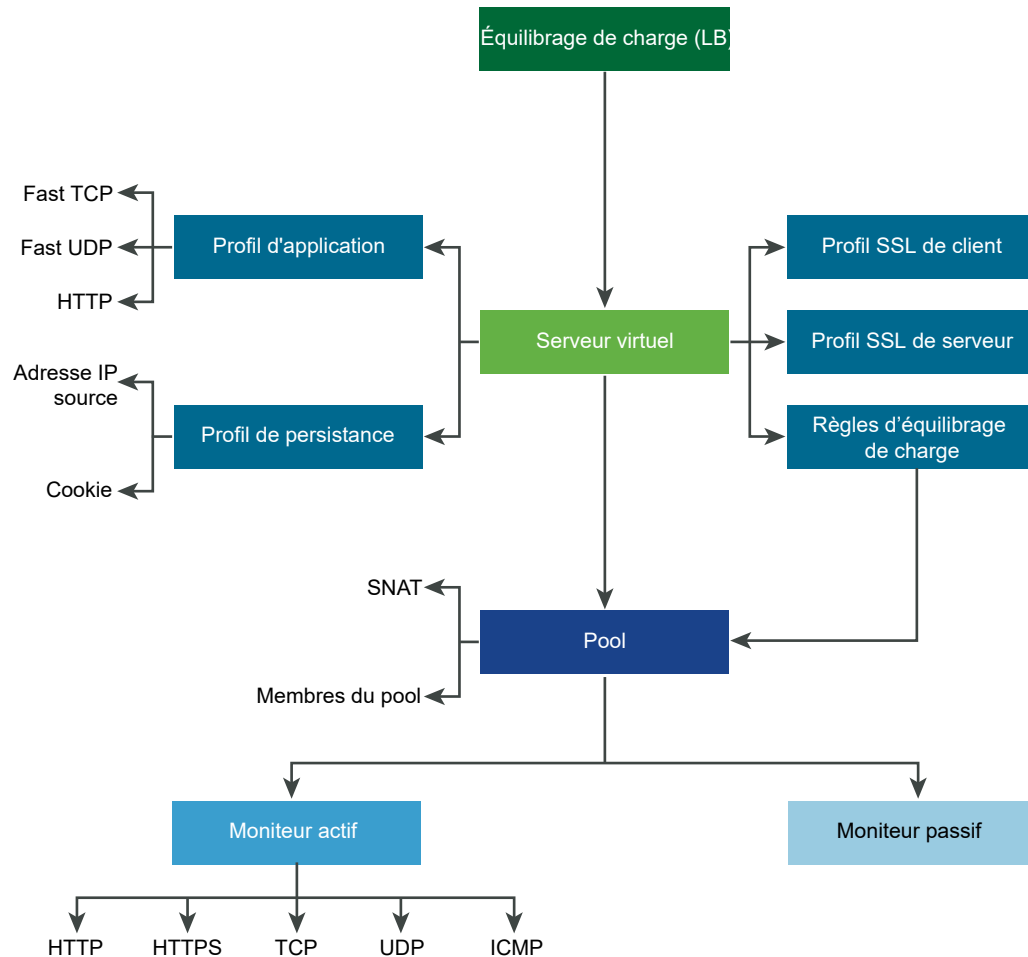 Équilibrage de charge (LB)
Fast TCP
Fast UDP
HTTP
Profil d'application
Profil SSL de client
Serveur virtuel
Profil SSL de serveur
Adresse IP
source
Cookie
Profil de persistance
Règles d’équilibrage
de charge
SNAT
Pool
Membres du pool
Moniteur actif
Moniteur passif
HTTP
HTTPS
TCP
UDP
ICMP